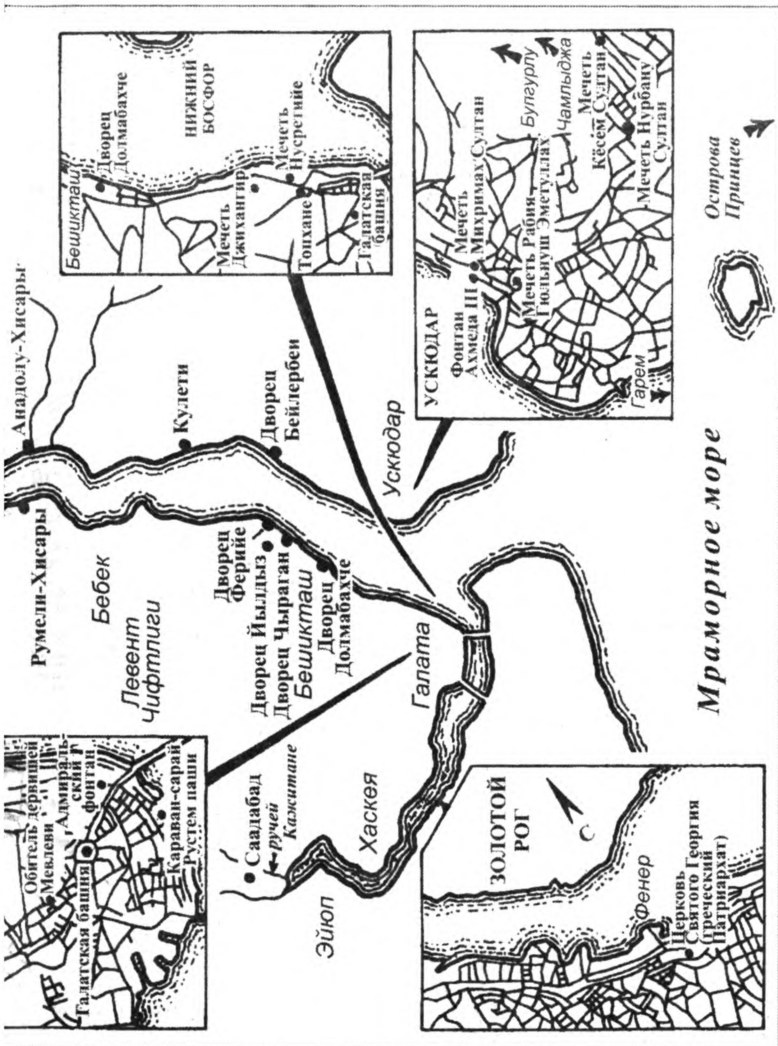 Бешикташ
Дворец
Долмабахче
НИЖНИЙ
БОСФОР
Мечеть
Джихангир
Мечеть
Нусретийе
Топхане
Галатская
башня
УСКЮДАР
Фонтан
Ахмеда III
Мечеть
Михримах Султан
Мечеть Рабия
Гюльнуш Эметуллах
Булгурлу
Чамлыджа
Мечеть
Кёсем Султан
Мечеть Нурбану
Султан
Гарем
Острова
Принцев
Анадолу-Хисары
Кулети
Дворец
Бейлербеи
Ускюдар
Румели-Хисары
Бебек
Левент
Чифтлиги
Дворец
Ферийе
Дворец Йылдыз
Дворец Чыраган
Бешикташ
Дворец
Долмабахче
Галата
Мраморное море
Обитель дервишей
Мевлеви
Адмираль-
ский
фонтан
Галатская башня
Караван-сарай
Рустем паши
Саадабад
ручей
Кажитане
Эйюп
Хаскея
ЗОЛОТОЙ
РОГ
С
Фенер
Церковь
Святого Георгия
(греческий
Патриархат)